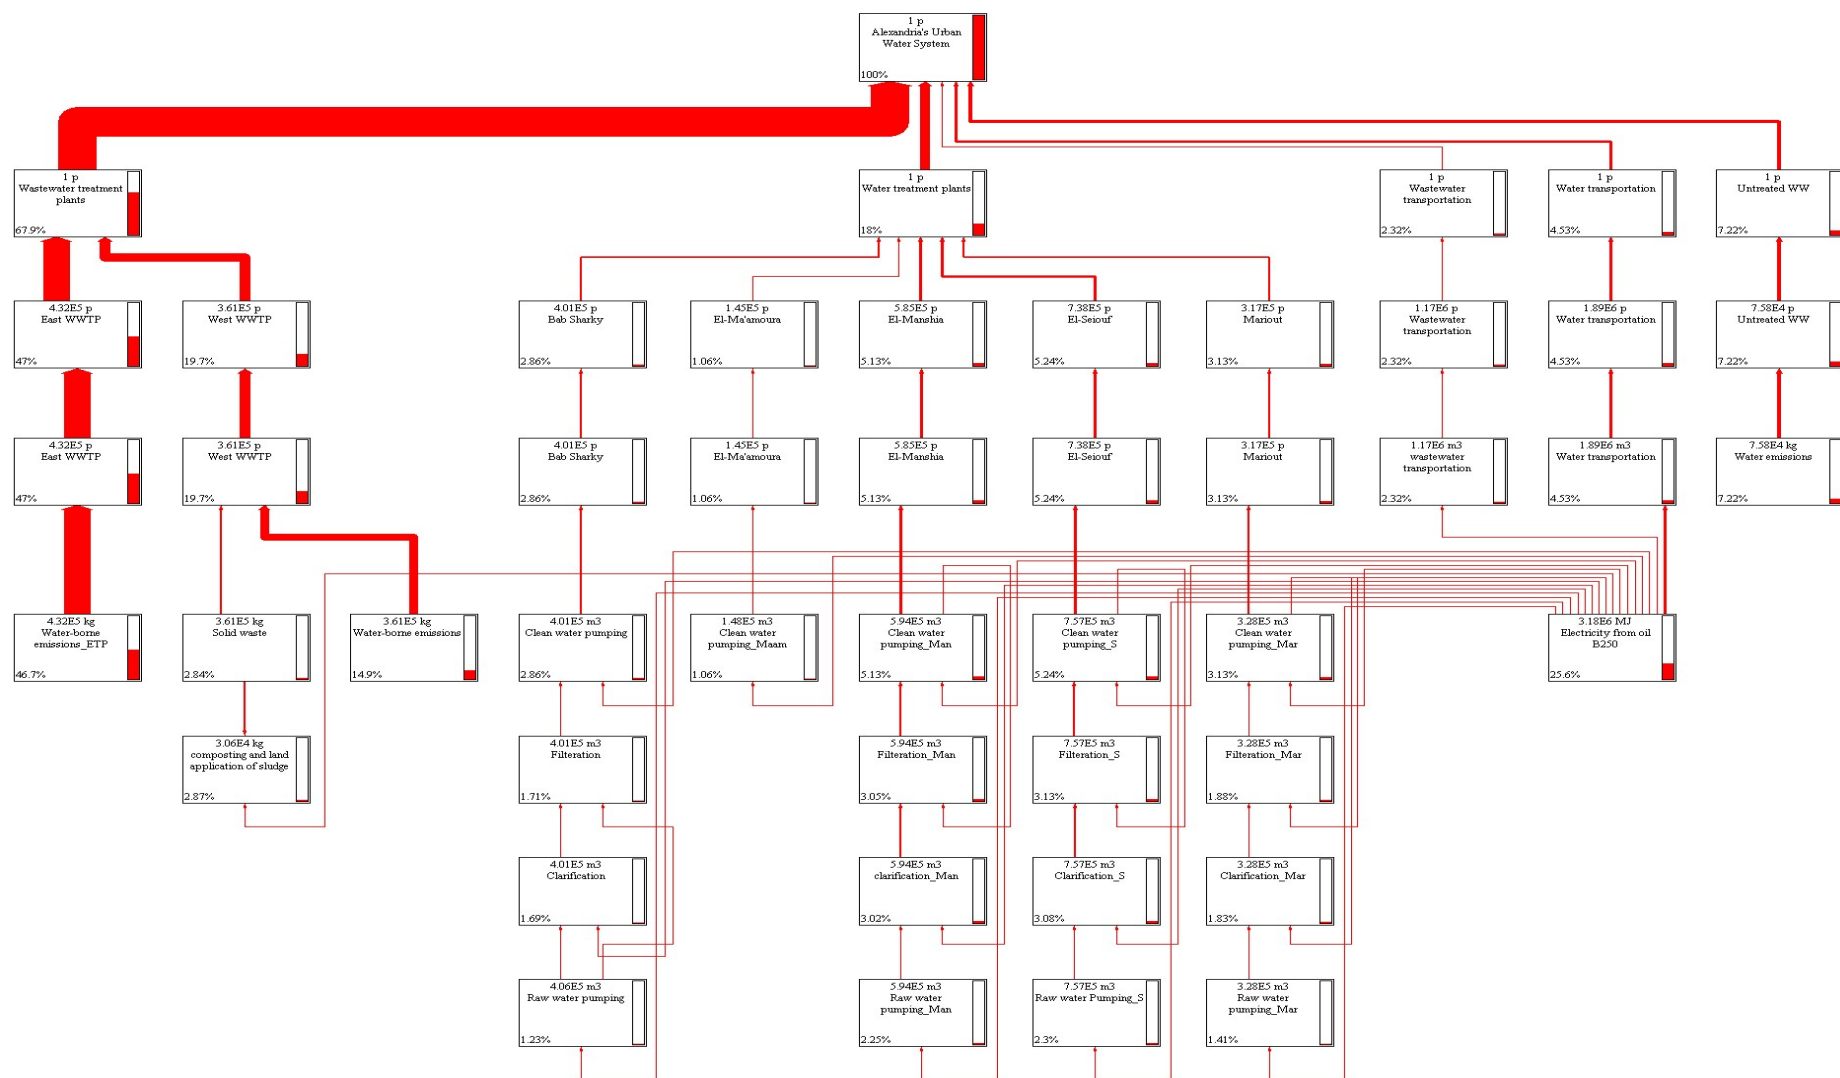 1 p
Alexandria's Urban
Water System
100%
1 p
Wastewater treatment
plants
67.9%
1 p
Water treatment plants
18%
1 p
Wastewater
transportation
2.32%
1 p
Water transportation
4.53%
1 p
Untreated WW
7.22%
4.32E5 p
East WWTP
47%
3.61E5 p
West WWTP
19.7%
4.01E5 p
Bab Sharky
2.86%
1.45E5 p
El-Ma'amoura
1.06%
5.85E5 p
El-Manshia
5.13%
7.38E5 p
El-Seiouf
5.24%
3.17E5 p
Mariout
3.13%
1.17E6 p
Wastewater
transportation
2.32%
1.89E6 p
Water transportation
4.53%
7.58E4 p
Untreated WW
7.22%
4.32E5 p
East WWTP
47%
3.61E5 p
West WWTP
19.7%
4.01E5 p
Bab Sharky
2.86%
1.45E5 p
El-Ma'amoura
1.06%
5.85E5 p
El-Manshia
5.13%
7.38E5 p
El-Seiouf
5.24%
3.17E5 p
Mariout
3.13%
1.17E6 m3
wastewater
transportation
2.32%
1.89E6 m3
Water transportation
4.53%
7.58E4 kg
Water emissions
7.22%
4.32E5 kg
Water-borne
emissions_ETP
46.7%
3.61E5 kg
Solid waste
2.84%
3.61E5 kg
Water-borne emissions
14.9%
4.01E5 m3
Clean water pumping
2.86%
1.48E5 m3
Clean water
pumping_Maam
1.06%
5.94E5 m3
Clean water
pumping_Man
5.13%
7.57E5 m3
Clean water
pumping_S
5.24%
3.28E5 m3
Clean water
pumping_Mar
3.13%
3.18E6 MJ
Electricity from oil
B250
25.6%
3.06E4 kg
composting and land
application of sludge
2.87%
4.01E5 m3
Filteration
1.71%
5.94E5 m3
Filteration_Man
3.05%
7.57E5 m3
Filteration_S
3.13%
3.28E5 m3
Filteration_Mar
1.88%
4.01E5 m3
Clarification
1.69%
5.94E5 m3
clarification_Man
3.02%
7.57E5 m3
Clarification_S
3.08%
3.28E5 m3
Clarification_Mar
1.83%
4.06E5 m3
Raw water pumping
1.23%
5.94E5 m3
Raw water
pumping_Man
2.25%
7.57E5 m3
Raw water Pumping_S
2.3%
3.28E5 m3
Raw water
pumping_Mar
1.41%